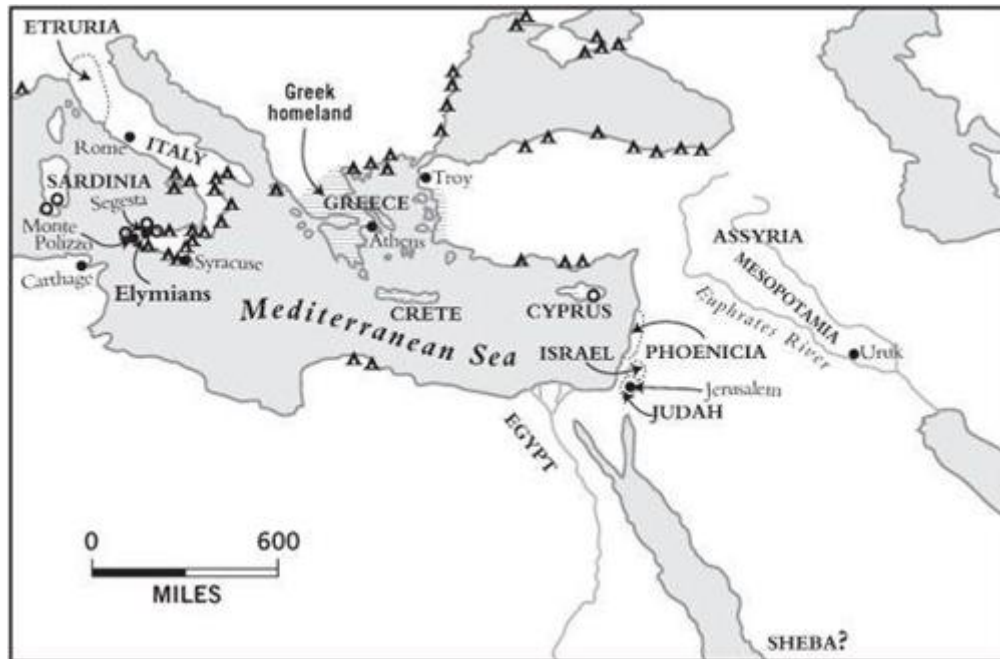 ETRURIA
Greek
homeland
Rome
ITALY
SARDINIA
Segesta
Monte
Polizzo
Carthage
Elymians
Syracuse
Troy
GREECE
Athens
CRETE
CYPRUS
Mediterranean Sea
ASSYRIA
MESOPOTAMIA
Euphrates River
Uruk
ISRAEL
PHOENICIA
Jerusalem
JUDAH
EGYPT
0 600
MILES
SHEBA?